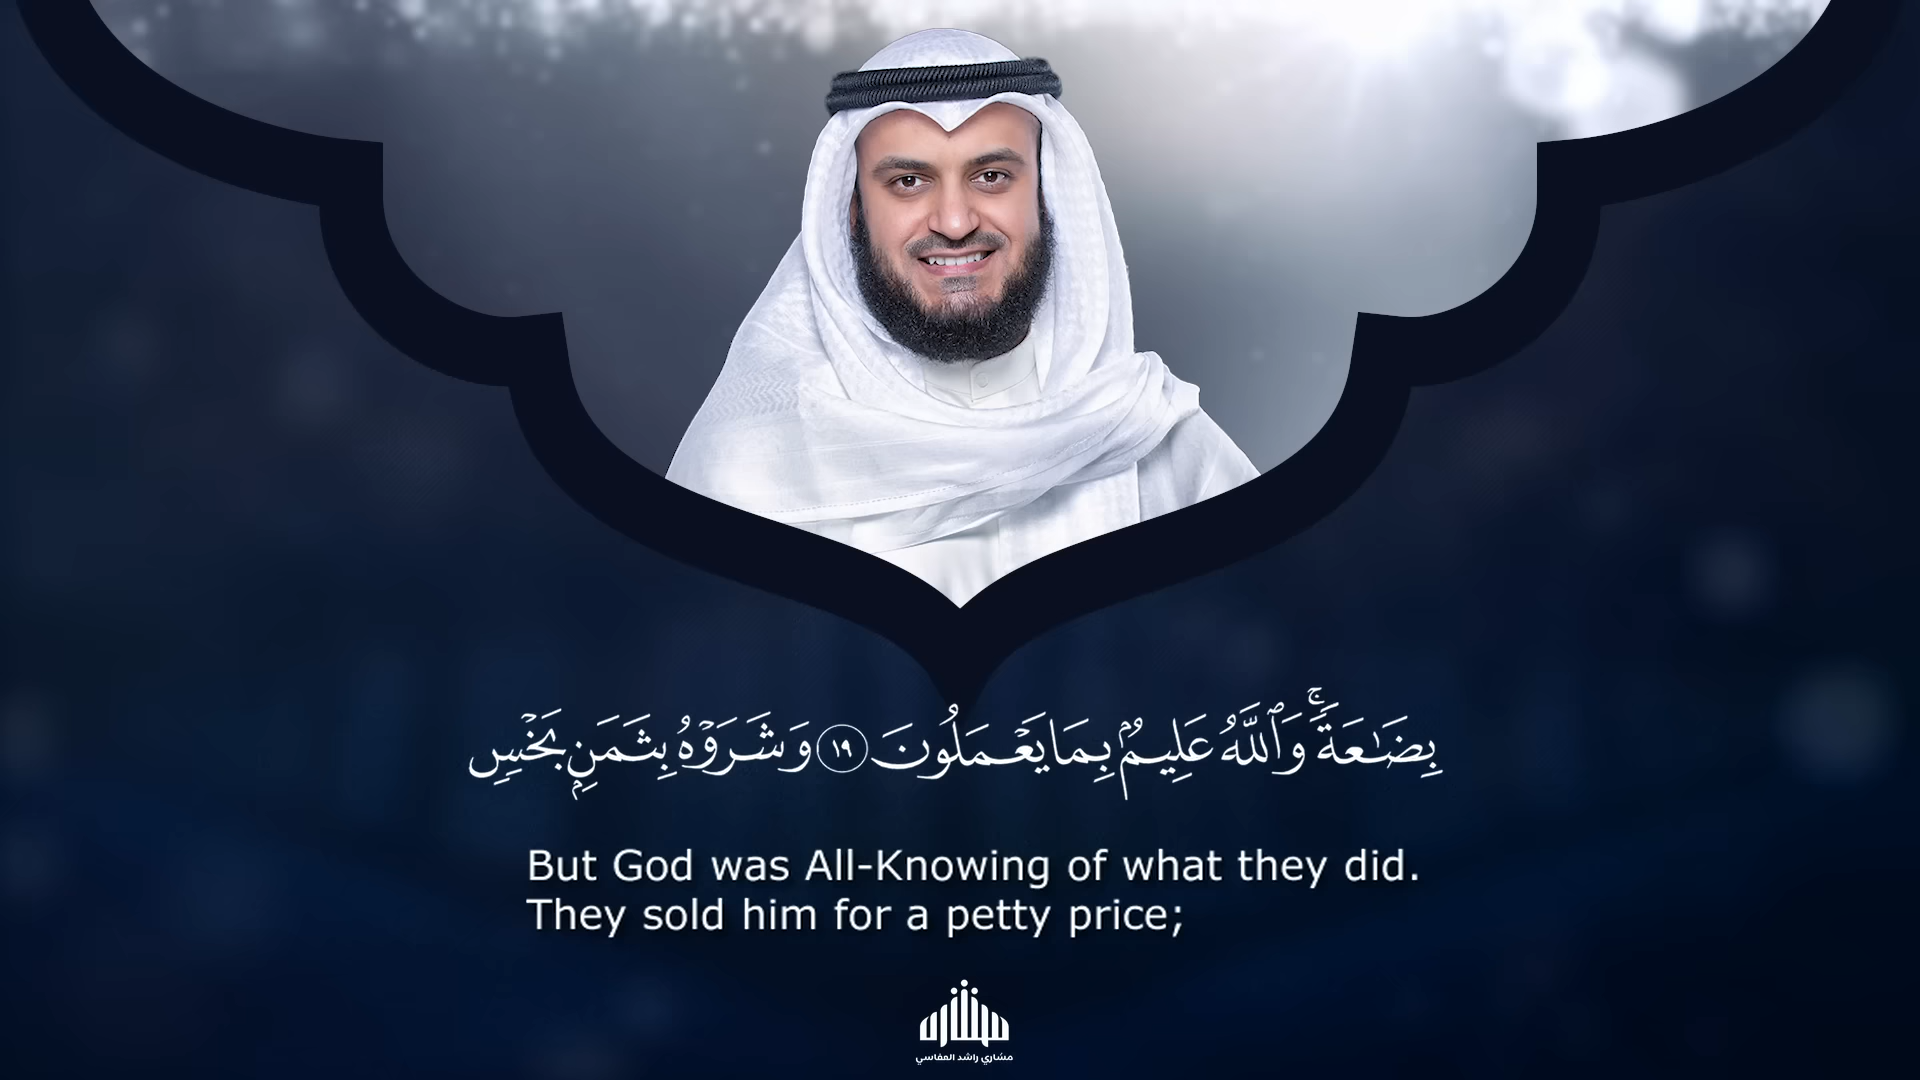 بِضَـٰعَةً ۚ وَٱللَّهُ عَلِيمٌۢ بِمَا يَعْمَلُونَ ١٩ وَشَرَوْهُ بِثَمَنٍۭ بَخْسٍ
But God was All-Knowing of what they did.
They sold him for a petty price;
مشاري راشد العفاسي